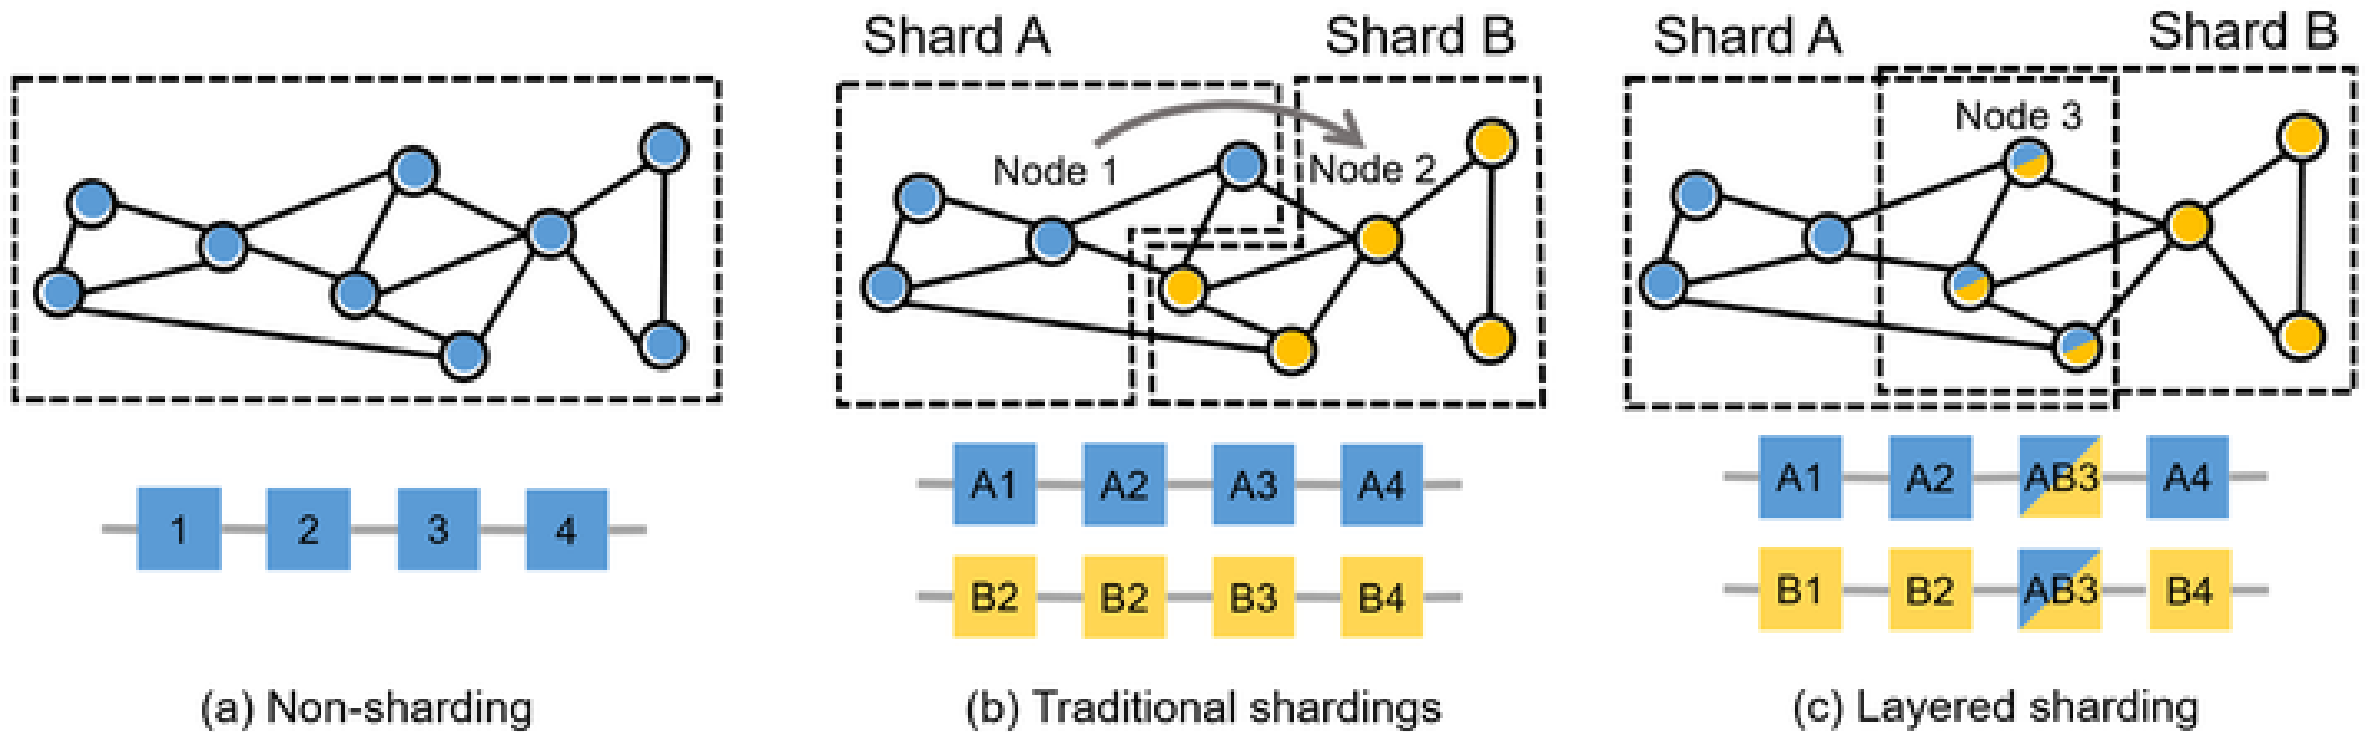 Shard A
Shard B
Shard A
Shard B
Node 1
Node 2
Node 3
1 2 3 4
A1 A2 A3 A4
B2 B2 B3 B4
A1 A2 AB3 A4
B1 B2 AB3 B4
(a) Non-sharding
(b) Traditional shardings
(c) Layered sharding